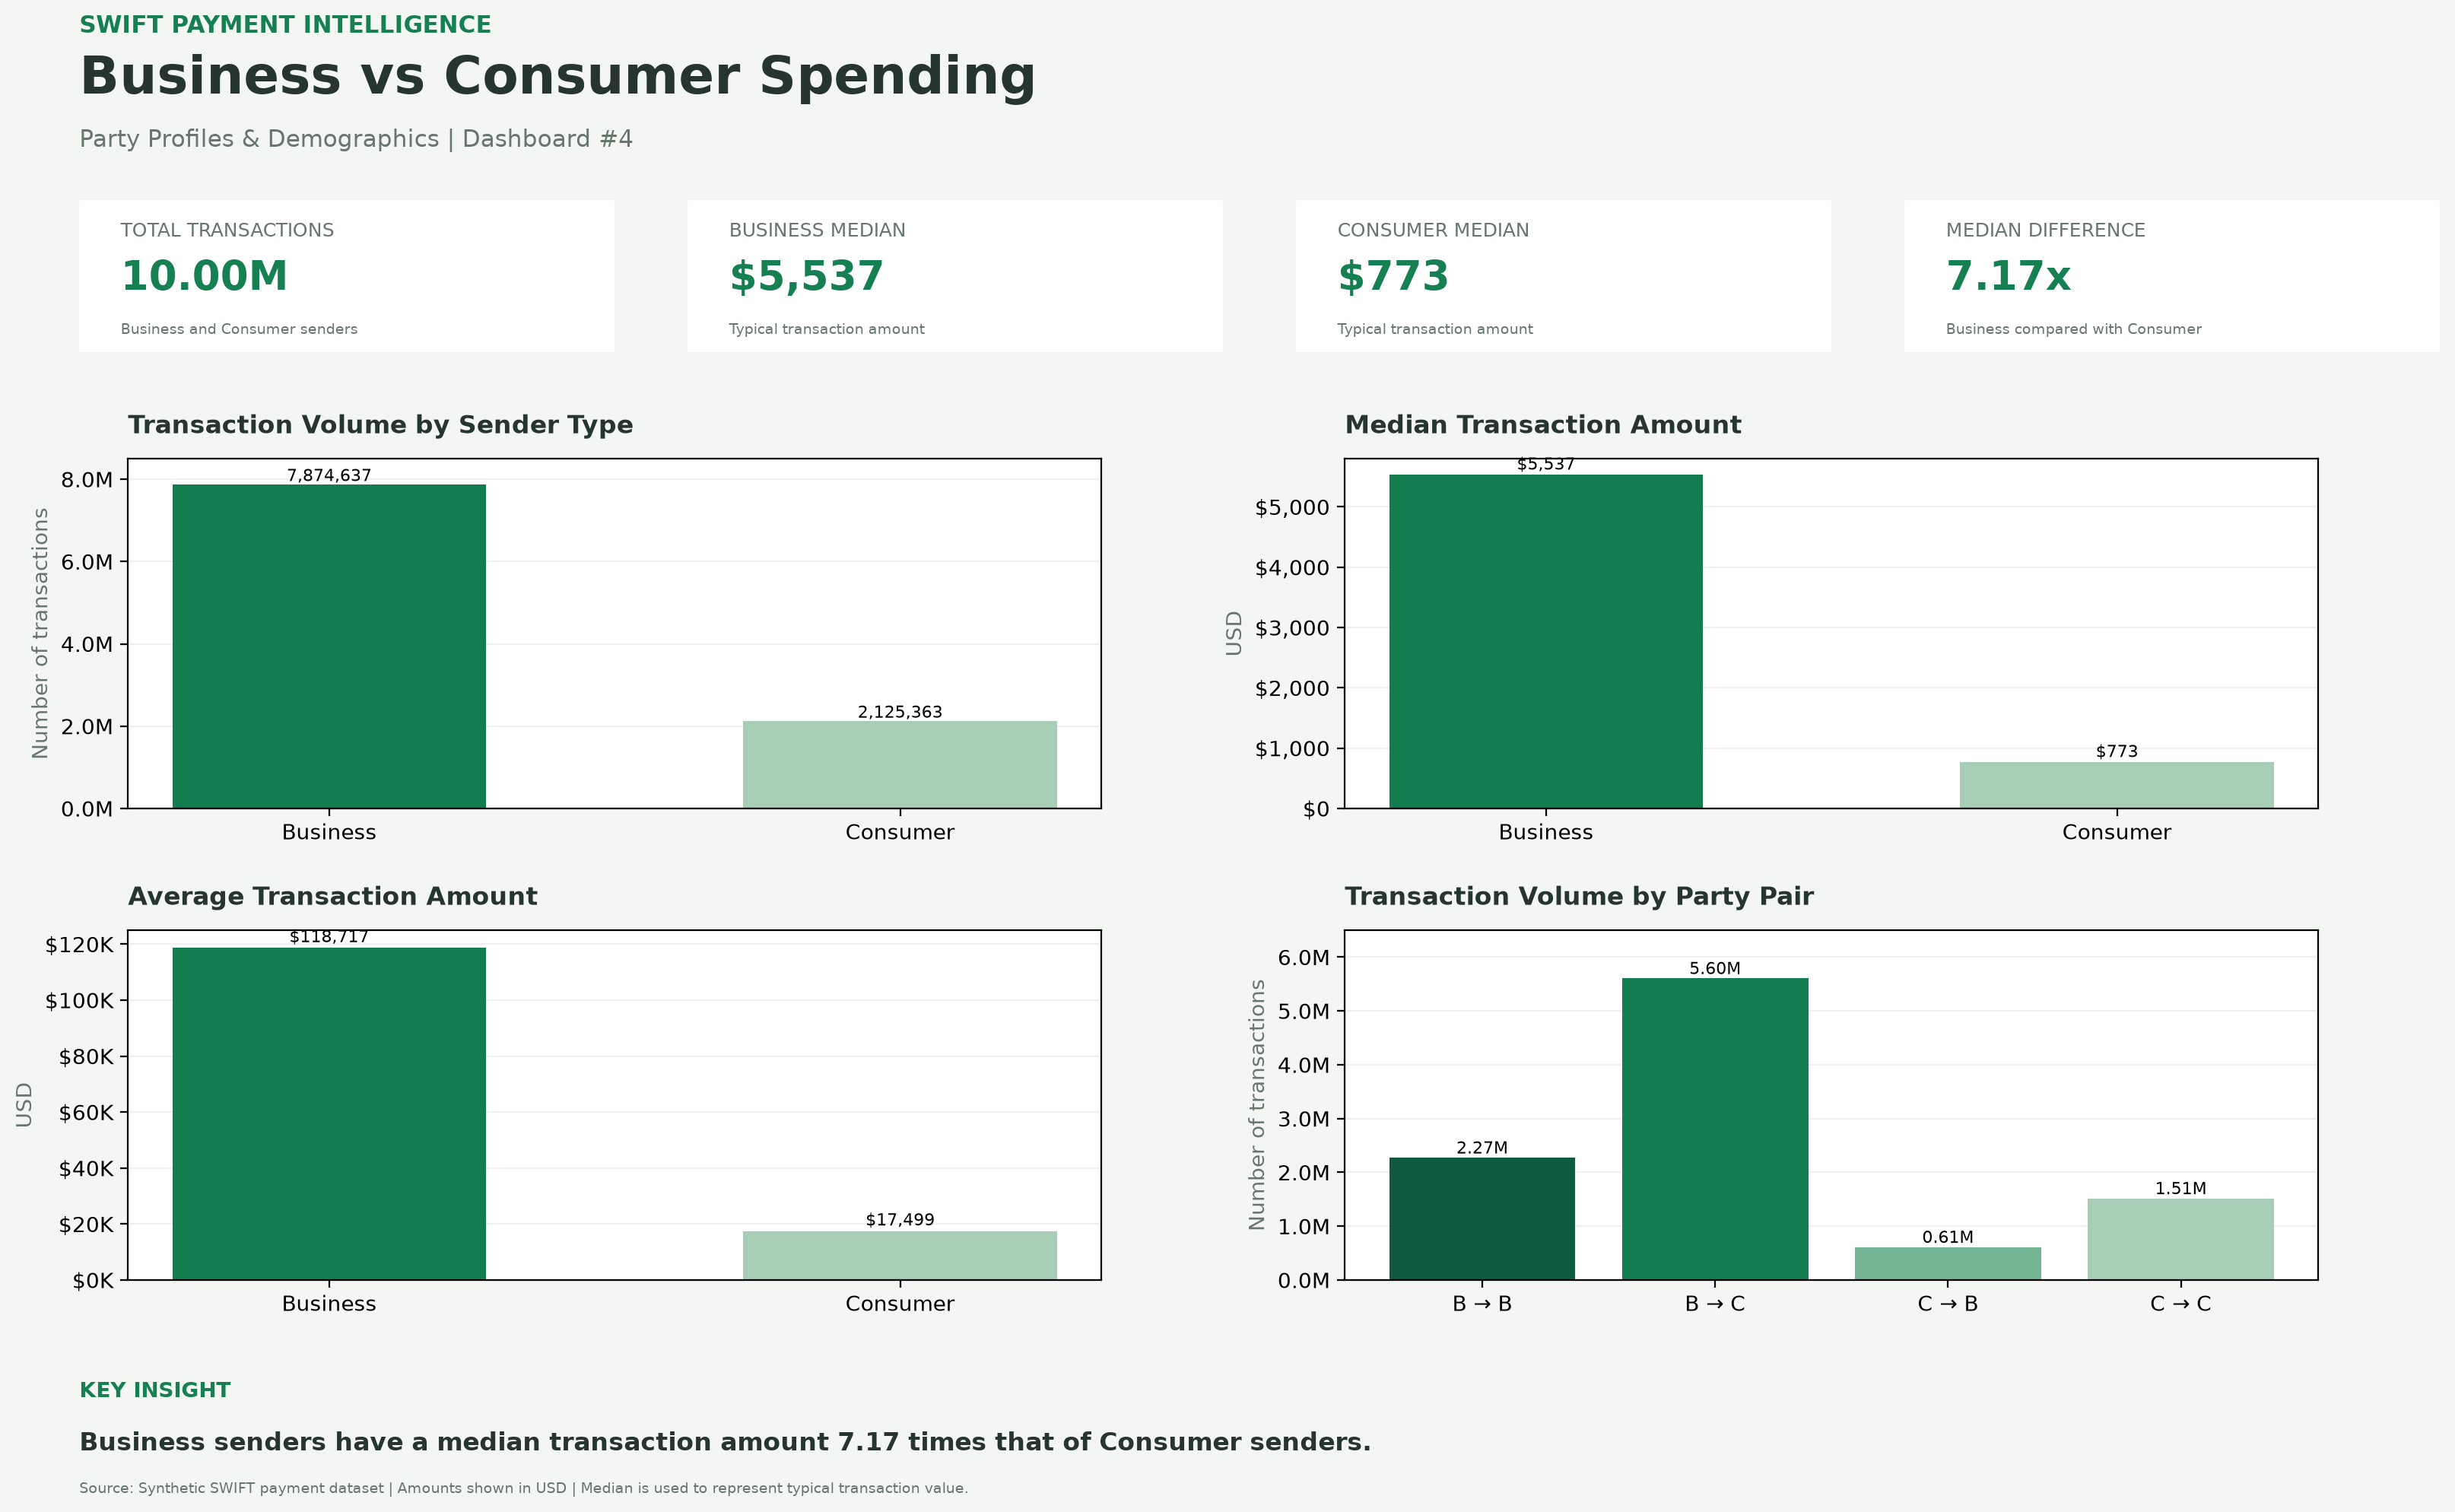 SWIFT PAYMENT INTELLIGENCE
Business vs Consumer Spending
Party Profiles & Demographics | Dashboard #4
TOTAL TRANSACTIONS
10.00M
Business and Consumer senders
BUSINESS MEDIAN
$5,537
Typical transaction amount
CONSUMER MEDIAN
$773
Typical transaction amount
MEDIAN DIFFERENCE
7.17x
Business compared with Consumer
Transaction Volume by Sender Type
Number of transactions
8.0M
6.0M
4.0M
2.0M
0.0M
7,874,637
2,125,363
Business
Consumer
Median Transaction Amount
USD
$5,000
$4,000
$3,000
$2,000
$1,000
$0
$5,537
$773
Business
Consumer
Average Transaction Amount
USD
$120K
$100K
$80K
$60K
$40K
$20K
$0K
$118,717
$17,499
Business
Consumer
Transaction Volume by Party Pair
Number of transactions
6.0M
5.0M
4.0M
3.0M
2.0M
1.0M
0.0M
2.27M
5.60M
0.61M
1.51M
B → B
B → C
C → B
C → C
KEY INSIGHT
Business senders have a median transaction amount 7.17 times that of Consumer senders.
Source: Synthetic SWIFT payment dataset | Amounts shown in USD | Median is used to represent typical transaction value.